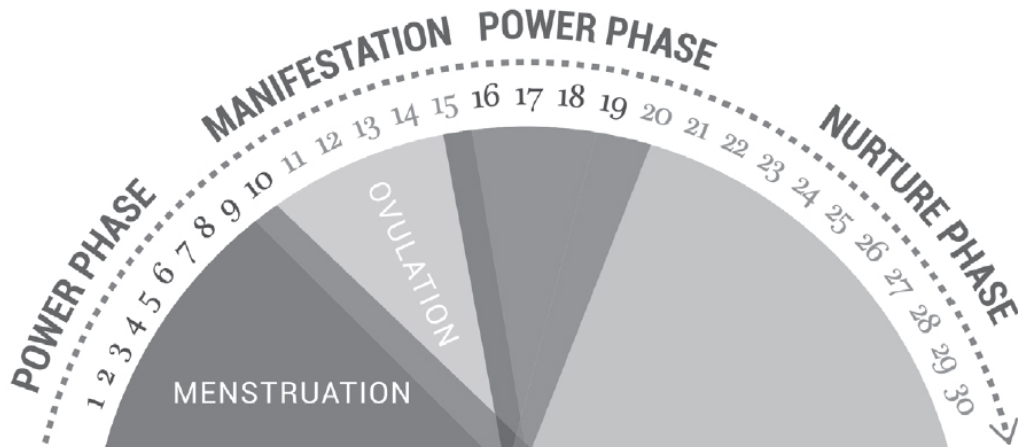 POWER PHASE
MANIFESTATION
POWER PHASE
NURTURE PHASE
1 2 3 4 5 6 7 8 9 10 11 12 13 14 15 16 17 18 19 20 21 22 23 24 25 26 27 28 29 30
OVULATION
MENSTRUATION